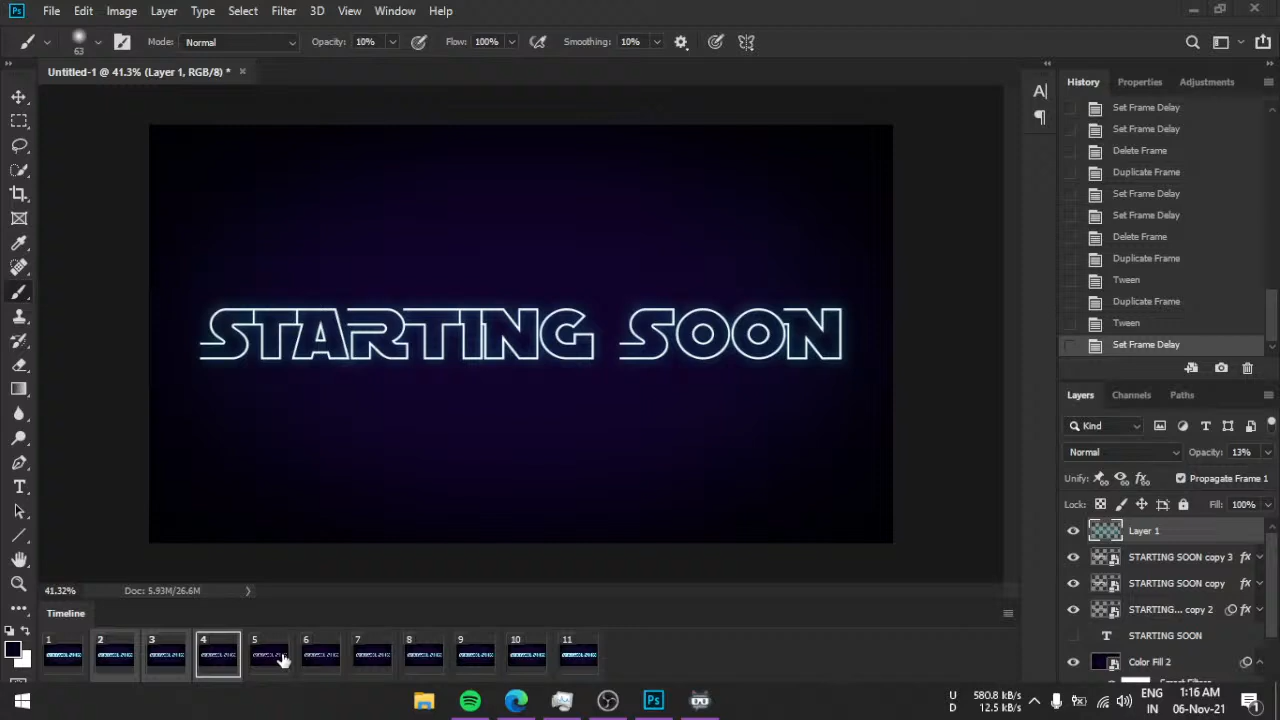 Ps File Edit Image Layer Type Select Filter 3D View Window Help
63 Mode: Normal Opacity: 10% Flow: 100% Smoothing: 10%
Untitled-1 @ 41.3% (Layer 1, RGB/8) *
STARTING SOON
41.32% Doc: 5.93M/26.6M
Timeline
1 2 3 4 5 6 7 8 9 10 11
History Properties Adjustments
Set Frame Delay
Set Frame Delay
Delete Frame
Duplicate Frame
Set Frame Delay
Set Frame Delay
Delete Frame
Duplicate Frame
Tween
Duplicate Frame
Tween
Set Frame Delay
Layers Channels Paths
Kind
Normal Opacity: 13%
Unify: Propagate Frame 1
Lock: Fill: 100%
Layer 1
STARTING SOON copy 3 fx
STARTING SOON copy fx
STARTING... copy 2 fx
T STARTING SOON
Color Fill 2
U 580.8 kB/s
D 12.5 kB/s
ENG
IN
1:16 AM
06-Nov-21
1